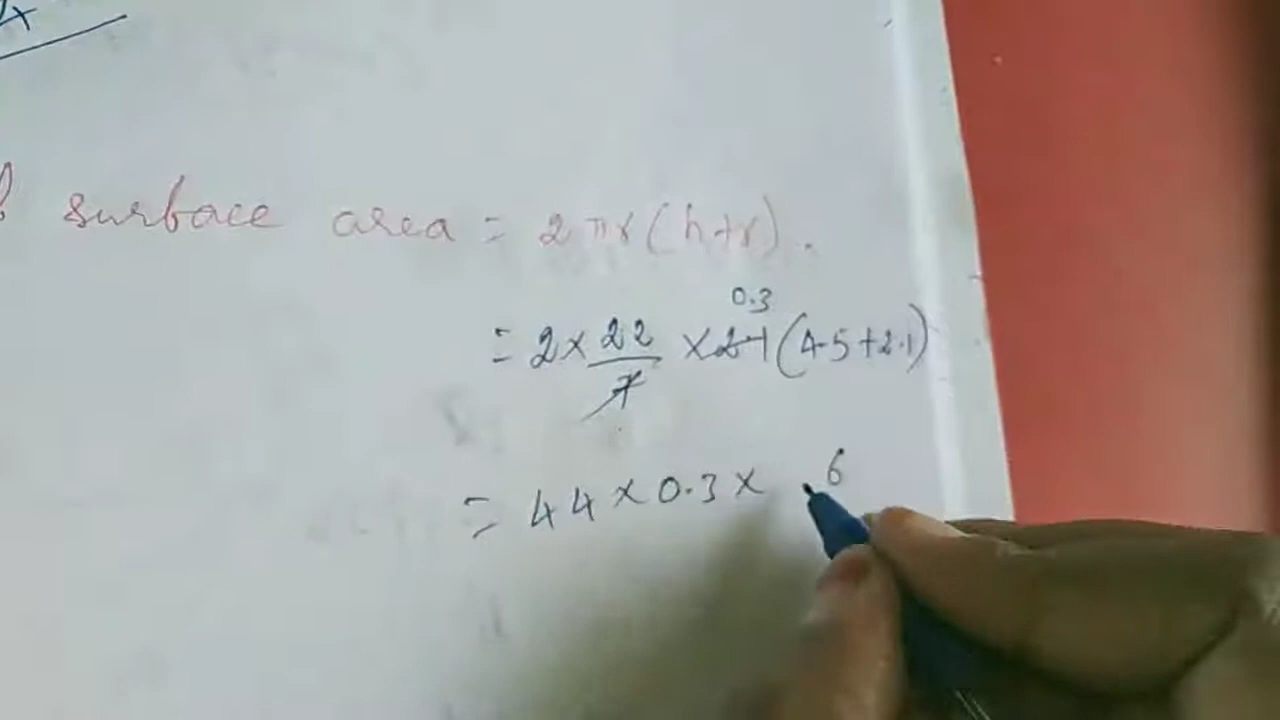 surface area = 2πr(h+r).
0.3
= 2 × 22/7 × 2.1 (4.5+2.1)
= 44 × 0.3 × 6